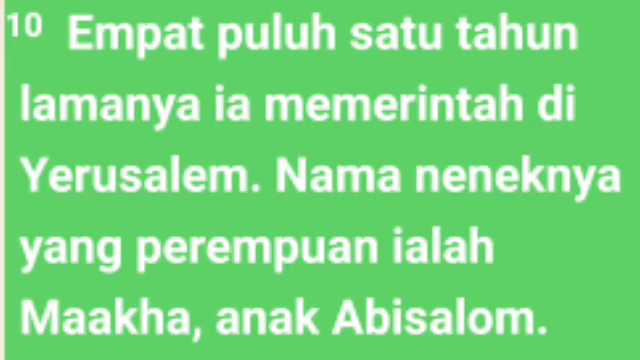 10 Empat puluh satu tahun
lamanya ia memerintah di
Yerusalem. Nama neneknya
yang perempuan ialah
Maakha, anak Abisalom.